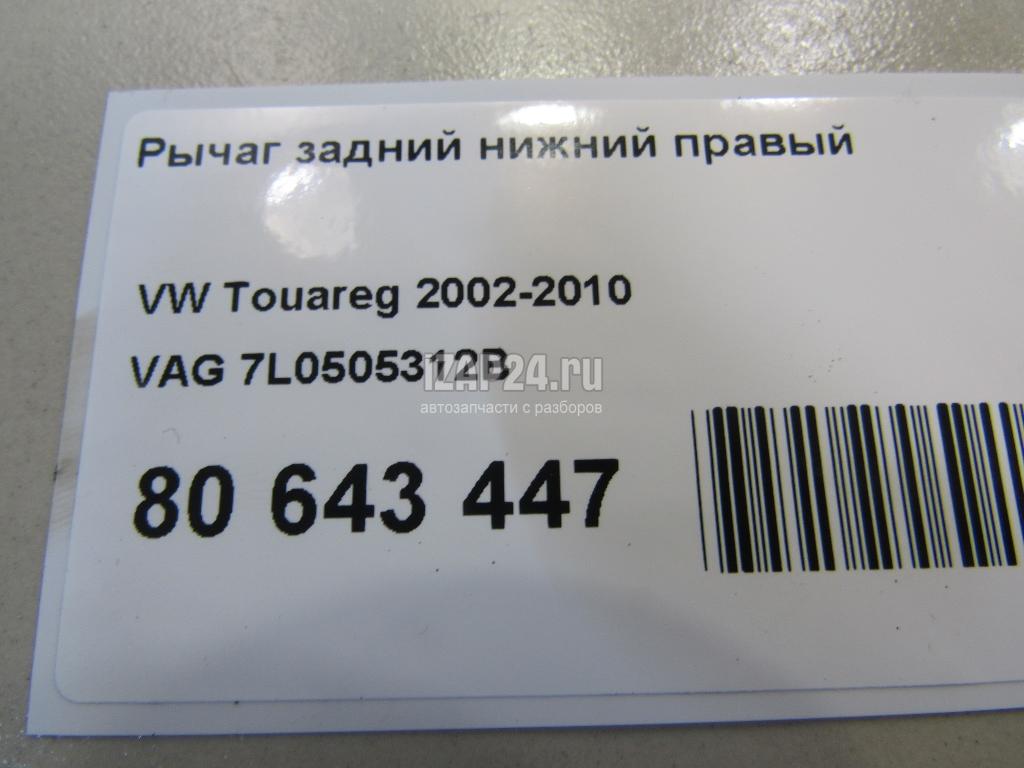 Рычаг задний нижний правый
VW Touareg 2002-2010
VAG 7L0505312B
iZAP24.ru
автозапчасти с разборов
80 643 447